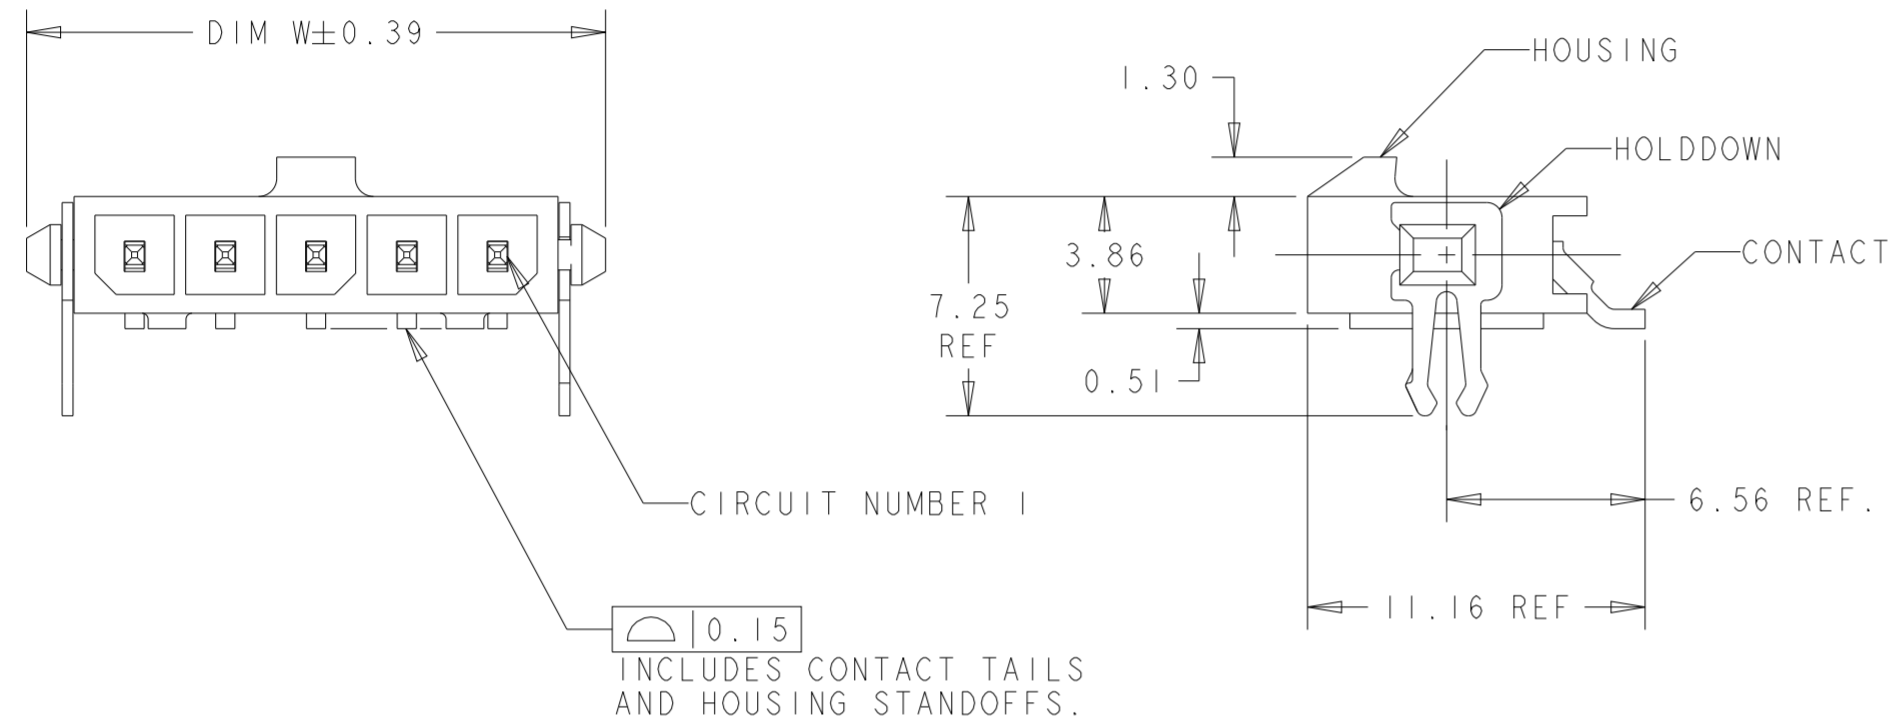 DIM W±0.39
CIRCUIT NUMBER 1
0.15
INCLUDES CONTACT TAILS
AND HOUSING STANDOFFS.
HOUSING
1.30
HOLDDOWN
3.86
CONTACT
7.25
REF
0.51
6.56 REF.
11.16 REF